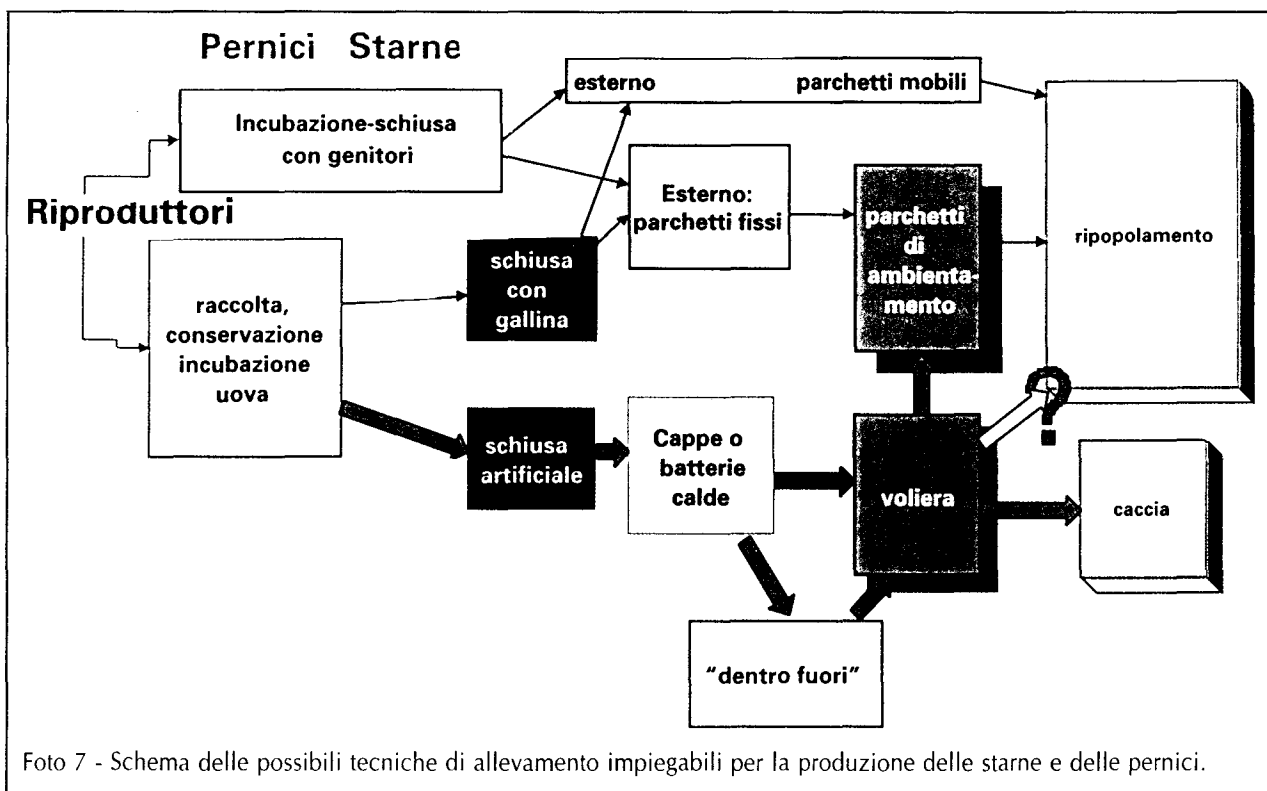 Pernici Starne
esterno parchetti mobili
Incubazione-schiusa
con genitori
Riproduttori
Esterno:
parchetti fissi
parchetti
di
ambienta-
mento
ripopolamento
raccolta,
conservazione
incubazione
uova
schiusa
con
gallina
schiusa
artificiale
Cappe o
batterie
calde
voliera
?
caccia
"dentro fuori"
Foto 7 - Schema delle possibili tecniche di allevamento impiegabili per la produzione delle starne e delle pernici.